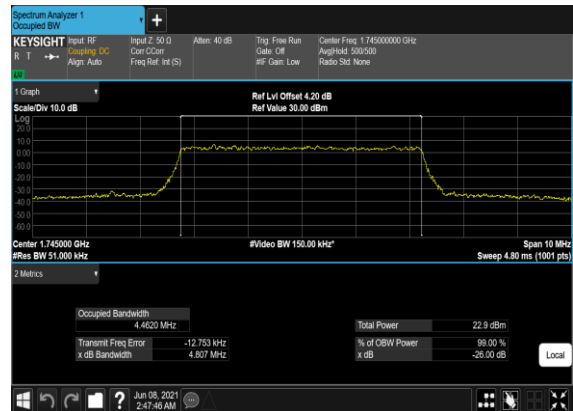 Spectrum Analyzer 1
Occupied BW
+
KEYSIGHT
R T
LXI
Input: RF
Coupling: DC
Align: Auto
Input Z: 50 Ω
Corr CCorr
Freq Ref: Int (S)
Atten: 40 dB
Trig: Free Run
Gate: Off
#IF Gain: Low
Center Freq: 1.745000000 GHz
Avg|Hold: 500/500
Radio Std: None
1 Graph
Scale/Div 10.0 dB
Ref Lvl Offset 4.20 dB
Ref Value 30.00 dBm
Log
20.0
10.0
0.00
-10.0
-20.0
-30.0
-40.0
-50.0
-60.0
Center 1.745000 GHz
#Res BW 51.000 kHz
#Video BW 150.00 kHz*
Span 10 MHz
Sweep 4.80 ms (1001 pts)
2 Metrics
Occupied Bandwidth
4.4620 MHz
Transmit Freq Error -12.753 kHz
x dB Bandwidth 4.807 MHz
Total Power 22.9 dBm
% of OBW Power 99.00 %
x dB -26.00 dB
Local
?
Jun 08, 2021
2:47:46 AM